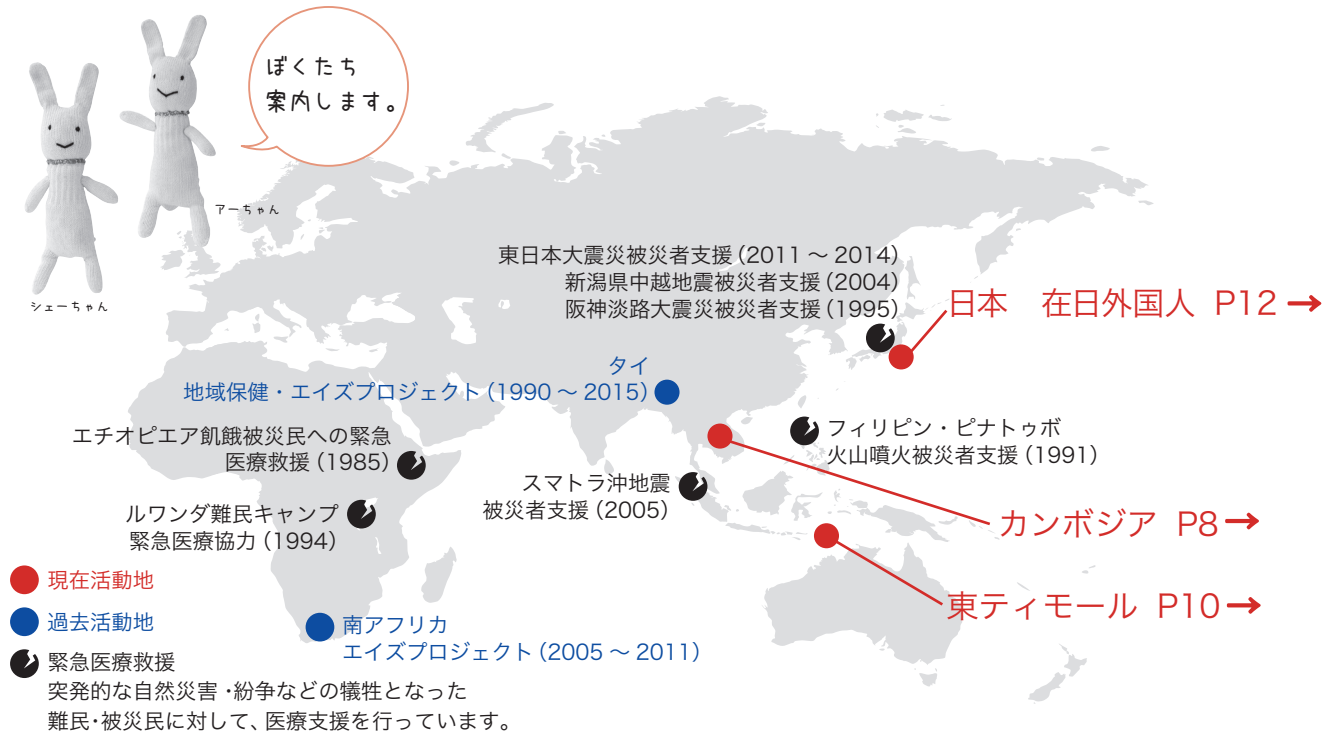 ぼくたち
案内します。
アーちゃん
シェーちゃん
東日本大震災被災者支援（2011 〜 2014）
新潟県中越地震被災者支援（2004）
阪神淡路大震災被災者支援（1995）
日本　在日外国人 P12 →
タイ
地域保健・エイズプロジェクト（1990 〜 2015）
エチオピエア飢餓被災民への緊急
医療救援（1985）
フィリピン・ピナトゥボ
火山噴火被災者支援（1991）
スマトラ沖地震
被災者支援（2005）
ルワンダ難民キャンプ
緊急医療協力（1994）
カンボジア P8 →
東ティモール P10 →
現在活動地
過去活動地
南アフリカ
エイズプロジェクト（2005 〜 2011）
緊急医療救援
突発的な自然災害・紛争などの犠牲となった
難民・被災民に対して、医療支援を行っています。